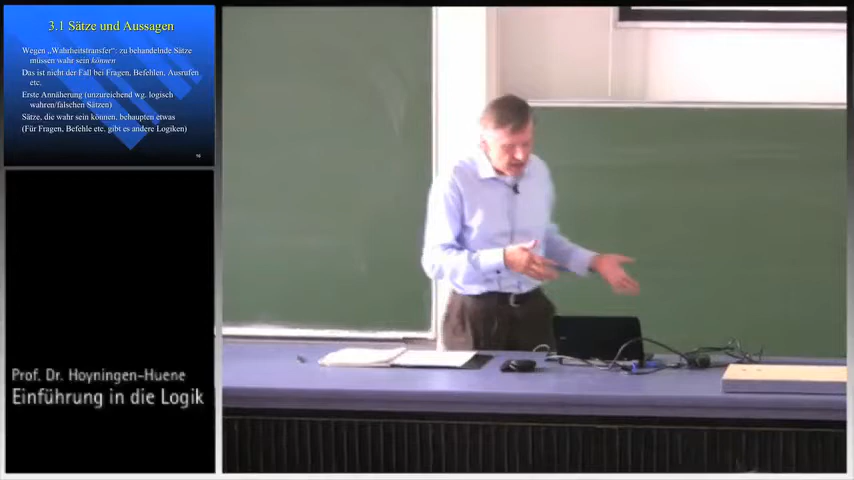 3.1 Sätze und Aussagen
Wegen „Wahrheitstransfer“: zu behandelnde Sätze
müssen wahr sein können
Das ist nicht der Fall bei Fragen, Befehlen, Ausrufen
etc.
Erste Annäherung (unzureichend wg. logisch
wahren/falschen Sätzen)
Sätze, die wahr sein können, behaupten etwas
(Für Fragen, Befehle etc. gibt es andere Logiken)
Prof. Dr. Hoyningen-Huene
Einführung in die Logik